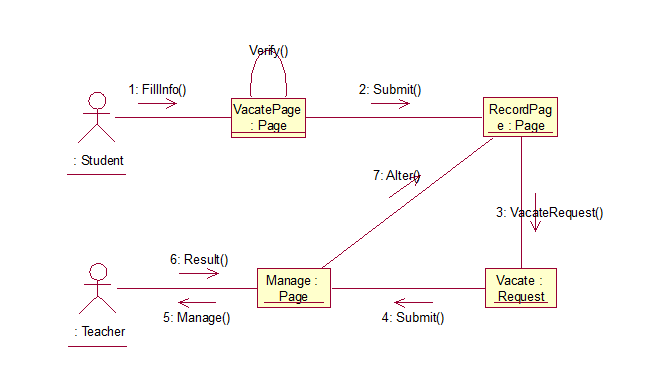 Verify()
1: FillInfo()
2: Submit()
VacatePage
: Page
RecordPag
e : Page
: Student
7: Alter()
3: VacateRequest()
6: Result()
Manage :
Page
Vacate :
Request
: Teacher
5: Manage()
4: Submit()